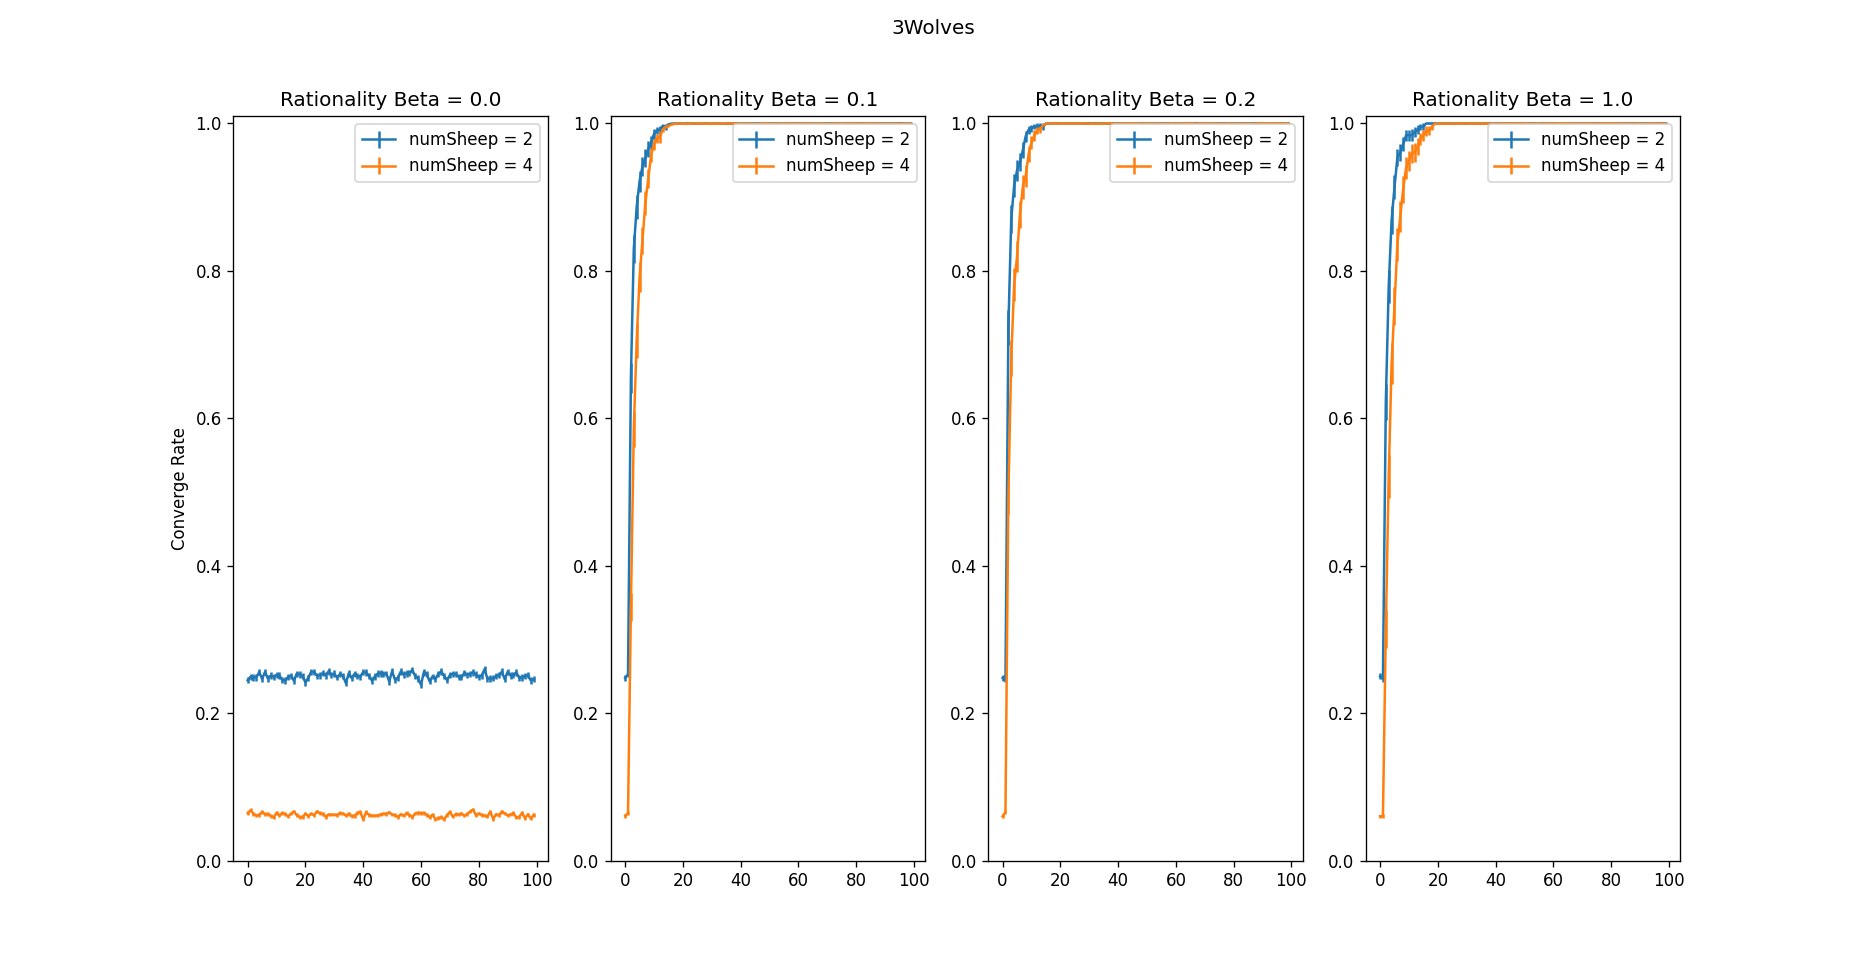 3Wolves
Rationality Beta = 0.0
Rationality Beta = 0.1
Rationality Beta = 0.2
Rationality Beta = 1.0
Converge Rate
1.0
0.8
0.6
0.4
0.2
0.0
0 20 40 60 80 100
numSheep = 2
numSheep = 4
1.0
0.8
0.6
0.4
0.2
0.0
0 20 40 60 80 100
numSheep = 2
numSheep = 4
1.0
0.8
0.6
0.4
0.2
0.0
0 20 40 60 80 100
numSheep = 2
numSheep = 4
1.0
0.8
0.6
0.4
0.2
0.0
0 20 40 60 80 100
numSheep = 2
numSheep = 4